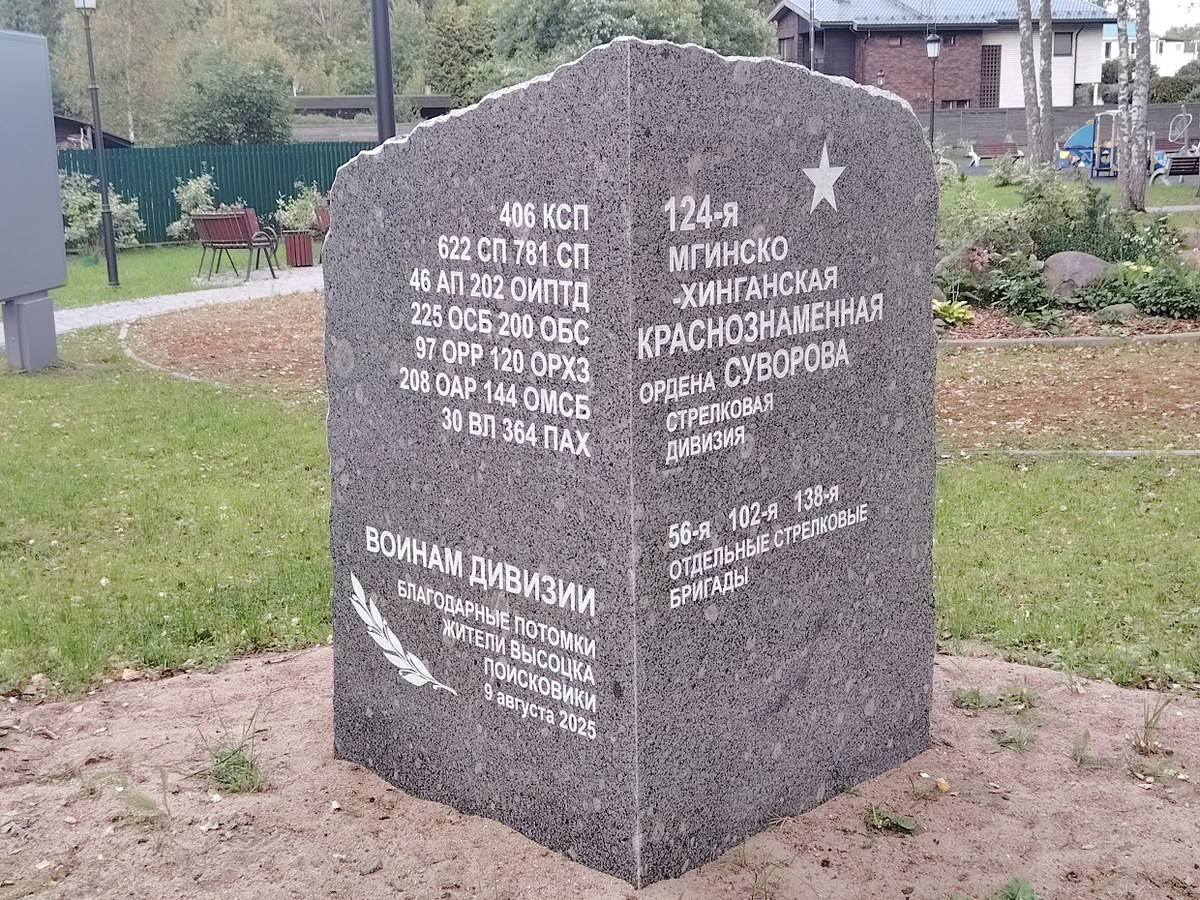 406 КСП
622 СП 781 СП
46 АП 202 ОИПТД
225 ОСБ 200 ОБС
97 ОРР 120 ОРХЗ
208 ОАР 144 ОМСБ
30 ВЛ 364 ПАХ
ВОИНАМ ДИВИЗИИ
БЛАГОДАРНЫЕ ПОТОМКИ
ЖИТЕЛИ ВЫСОЦКА
ПОИСКОВИКИ
9 августа 2025
124-я
МГИНСКО
-ХИНГАНСКАЯ
КРАСНОЗНАМЕННАЯ
ОРДЕНА СУВОРОВА
СТРЕЛКОВАЯ
ДИВИЗИЯ
56-я 102-я 138-я
ОТДЕЛЬНЫЕ СТРЕЛКОВЫЕ
БРИГАДЫ